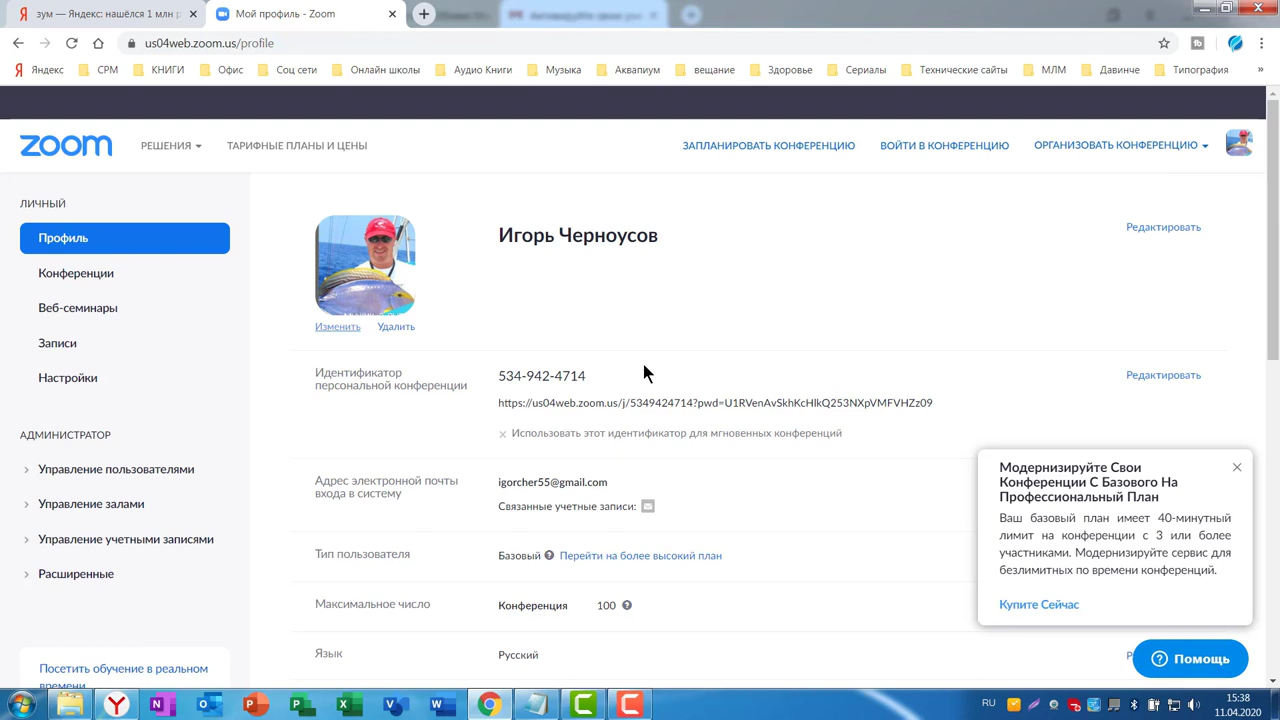 зум — Яндекс: нашёлся 1 млн р
Мой профиль - Zoom
us04web.zoom.us/profile
Яндекс
СРМ
КНИГИ
Офис
Соц сети
Онлайн школы
Аудио Книги
Музыка
Аквапиум
вещание
Здоровье
Сериалы
Технические сайты
МЛМ
Давинче
Типография
»
zoom
РЕШЕНИЯ
ТАРИФНЫЕ ПЛАНЫ И ЦЕНЫ
ЗАПЛАНИРОВАТЬ КОНФЕРЕНЦИЮ
ВОЙТИ В КОНФЕРЕНЦИЮ
ОРГАНИЗОВАТЬ КОНФЕРЕНЦИЮ
ЛИЧНЫЙ
Профиль
Конференции
Веб-семинары
Записи
Настройки
АДМИНИСТРАТОР
Управление пользователями
Управление залами
Управление учетными записями
Расширенные
Посетить обучение в реальном
времени
Игорь Черноусов
Редактировать
Изменить
Удалить
Идентификатор
персональной конференции
534-942-4714
Редактировать
https://us04web.zoom.us/j/5349424714?pwd=U1RVenAvSkhKcHlkQ253NXpVMFVHZz09
× Использовать этот идентификатор для мгновенных конференций
Адрес электронной почты
входа в систему
igorcher55@gmail.com
Связанные учетные записи:
Тип пользователя
Базовый
Перейти на более высокий план
Максимальное число
Конференция
100
Язык
Русский
Модернизируйте Свои
Конференции С Базового На
Профессиональный План
Ваш базовый план имеет 40-минутный
лимит на конференции с 3 или более
участниками. Модернизируйте сервис для
безлимитных по времени конференций.
Купите Сейчас
Помощь
RU
15:38
11.04.2020